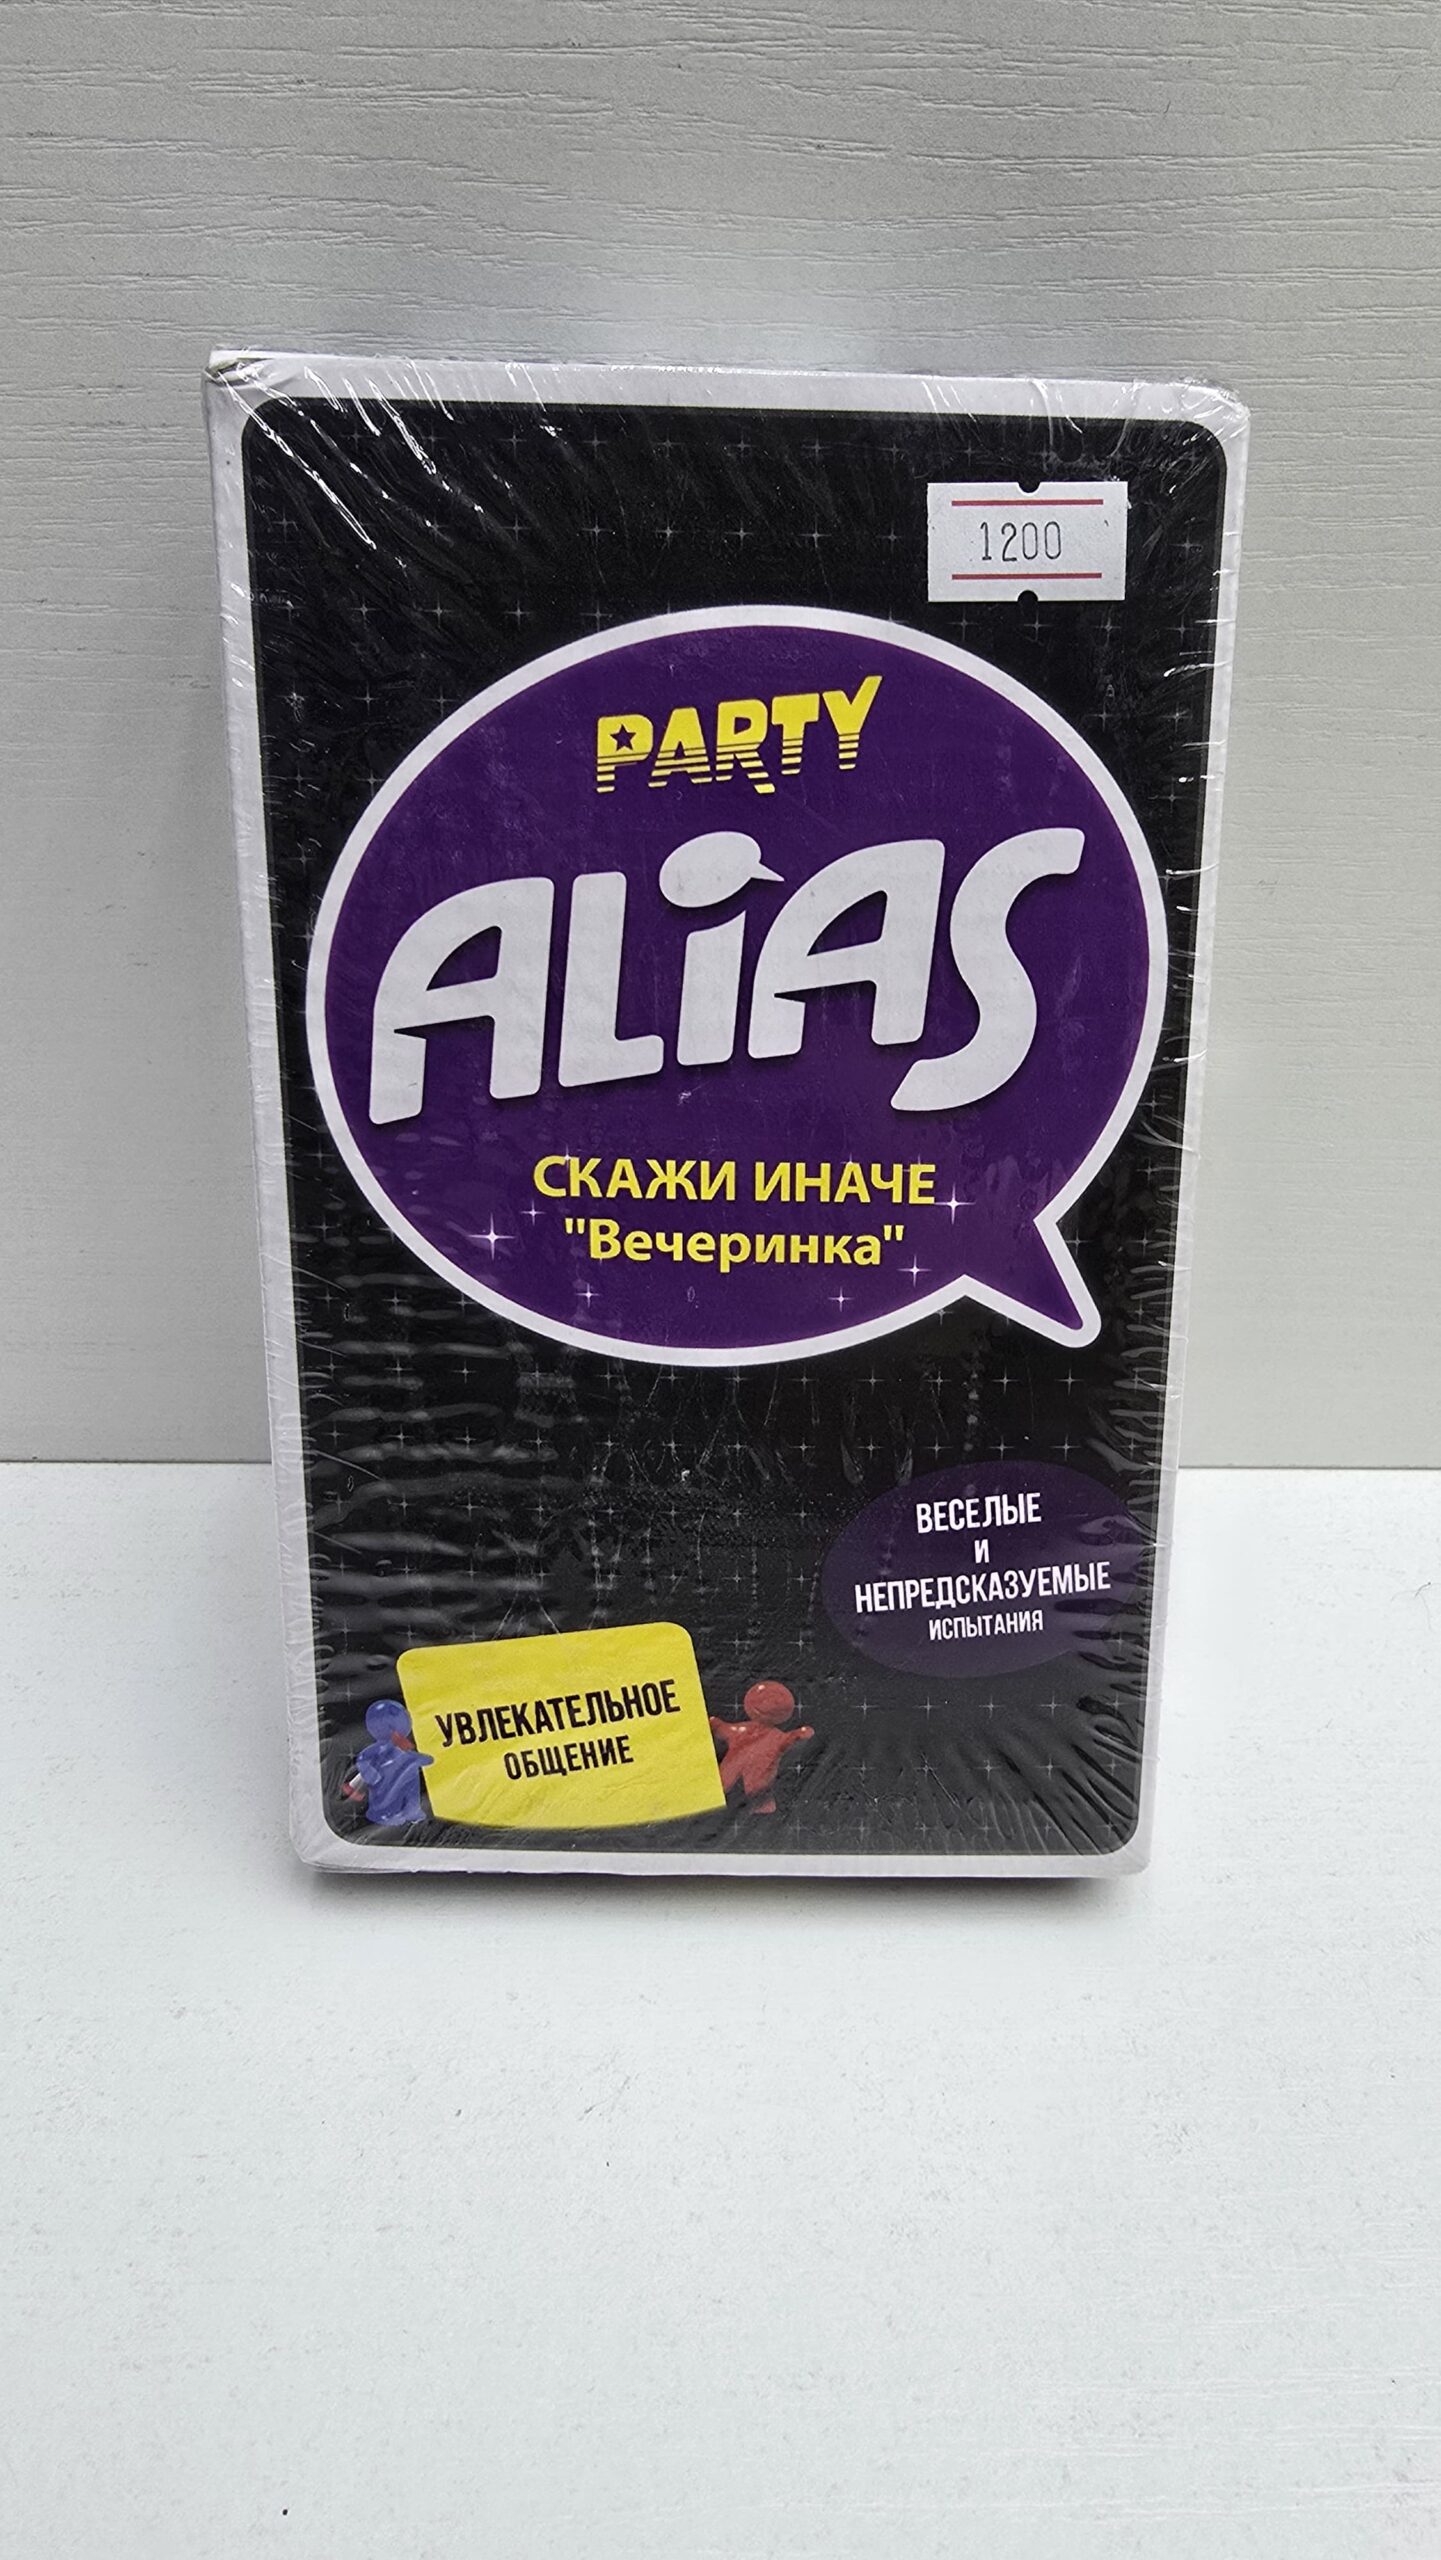 1200
PARTY
ALiAS
СКАЖИ ИНАЧЕ
"Вечеринка"
ВЕСЕЛЫЕ
И
НЕПРЕДСКАЗУЕМЫЕ
ИСПЫТАНИЯ
УВЛЕКАТЕЛЬНОЕ
ОБЩЕНИЕ